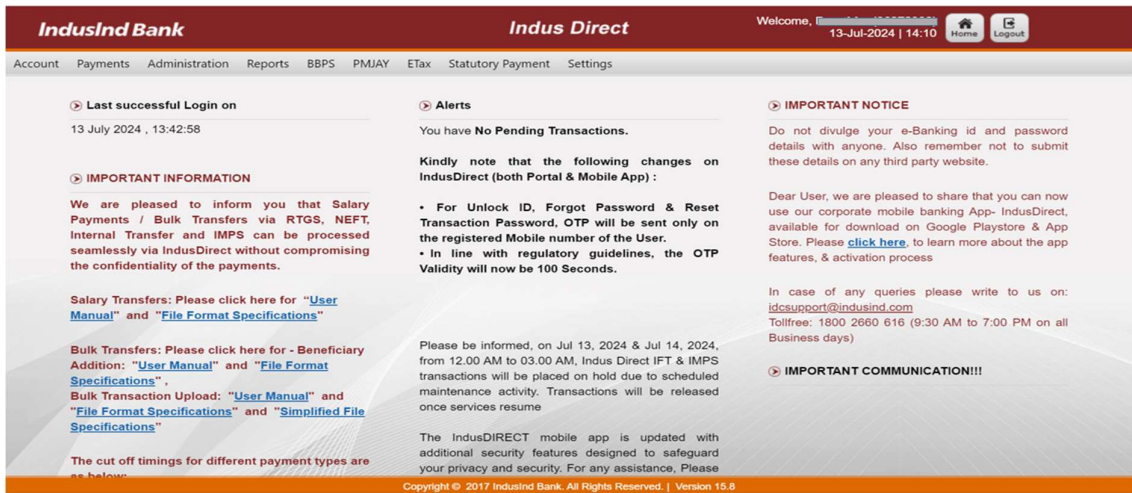 IndusInd Bank
Indus Direct
Welcome,
13-Jul-2024 | 14:10
Home
Logout
Account Payments Administration Reports BBPS PMJAY ETax Statutory Payment Settings
Last successful Login on
13 July 2024 , 13:42:58
IMPORTANT INFORMATION
We are pleased to inform you that Salary
Payments / Bulk Transfers via RTGS, NEFT,
Internal Transfer and IMPS can be processed
seamlessly via IndusDirect without compromising
the confidentiality of the payments.
Salary Transfers: Please click here for "User
Manual" and "File Format Specifications"
Bulk Transfers: Please click here for - Beneficiary
Addition: "User Manual" and "File Format
Specifications" ,
Bulk Transaction Upload: "User Manual" and
"File Format Specifications" and "Simplified File
Specifications"
The cut off timings for different payment types are
as below:
Alerts
You have No Pending Transactions.
Kindly note that the following changes on
IndusDirect (both Portal & Mobile App) :
• For Unlock ID, Forgot Password & Reset
Transaction Password, OTP will be sent only on
the registered Mobile number of the User.
• In line with regulatory guidelines, the OTP
Validity will now be 100 Seconds.
Please be informed, on Jul 13, 2024 & Jul 14, 2024,
from 12.00 AM to 03.00 AM, Indus Direct IFT & IMPS
transactions will be placed on hold due to scheduled
maintenance activity. Transactions will be released
once services resume
The IndusDIRECT mobile app is updated with
additional security features designed to safeguard
your privacy and security. For any assistance, Please
IMPORTANT NOTICE
Do not divulge your e-Banking id and password
details with anyone. Also remember not to submit
these details on any third party website.
Dear User, we are pleased to share that you can now
use our corporate mobile banking App- IndusDirect,
available for download on Google Playstore & App
Store. Please click here, to learn more about the app
features, & activation process
In case of any queries please write to us on:
idcsupport@indusind.com
Tollfree: 1800 2660 616 (9:30 AM to 7:00 PM on all
Business days)
IMPORTANT COMMUNICATION!!!
Copyright © 2017 IndusInd Bank. All Rights Reserved. | Version 15.8